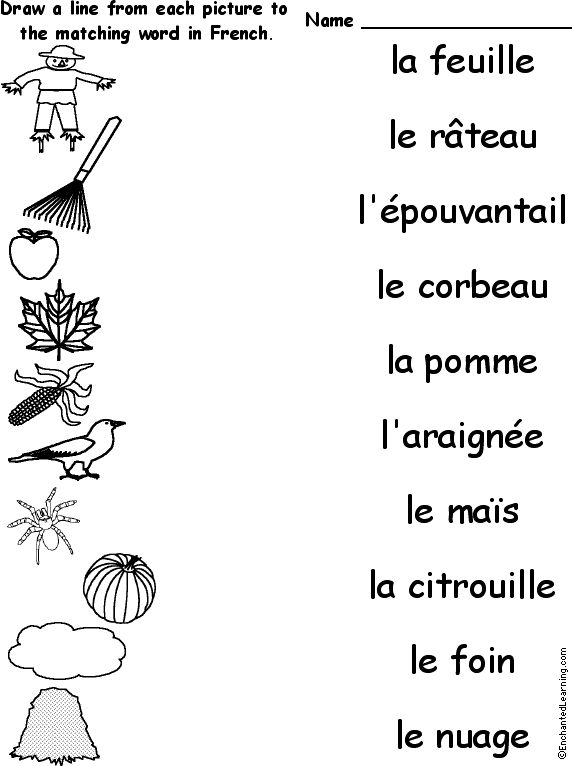 Draw a line from each picture to
the matching word in French.
Name
la feuille
le râteau
l'épouvantail
le corbeau
la pomme
l'araignée
le maïs
la citrouille
le foin
le nuage
©EnchantedLearning.com